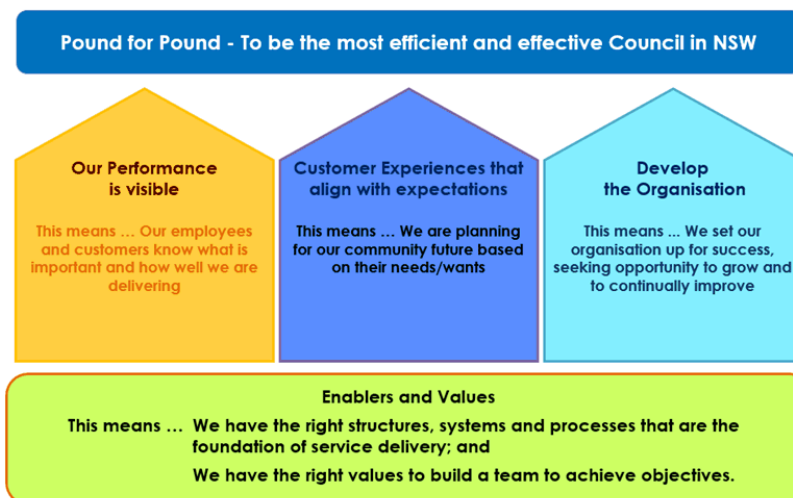 Pound for Pound - To be the most efficient and effective Council in NSW
Our Performance
is visible
This means … Our employees
and customers know what is
important and how well we are
delivering
Customer Experiences that
align with expectations
This means … We are planning
for our community future based
on their needs/wants
Develop
the Organisation
This means ... We set our
organisation up for success,
seeking opportunity to grow and
to continually improve
Enablers and Values
This means … We have the right structures, systems and processes that are the
foundation of service delivery; and
We have the right values to build a team to achieve objectives.